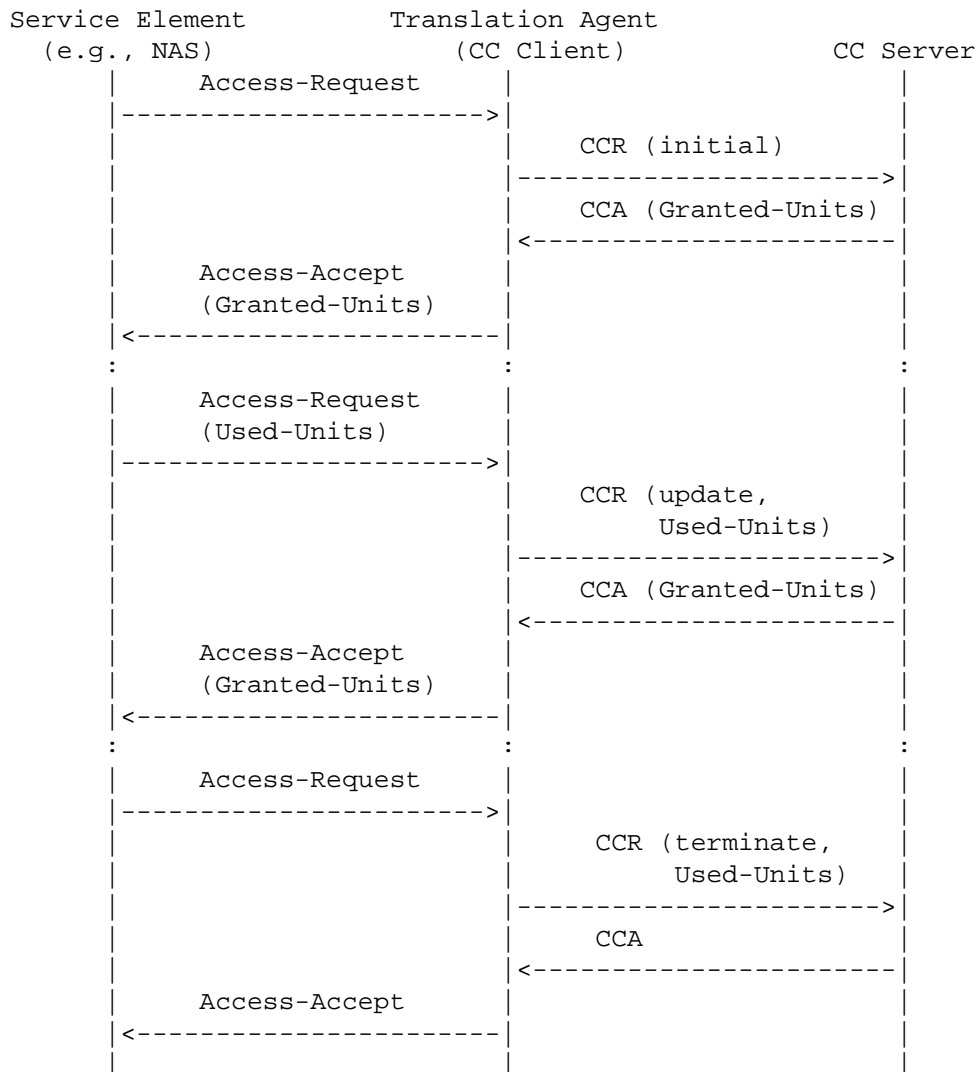 Service Element Translation Agent
(e.g., NAS) (CC Client) CC Server
Access-Request
CCR (initial)
CCA (Granted-Units)
Access-Accept
(Granted-Units)
Access-Request
(Used-Units)
CCR (update,
Used-Units)
CCA (Granted-Units)
Access-Accept
(Granted-Units)
Access-Request
CCR (terminate,
Used-Units)
CCA
Access-Accept